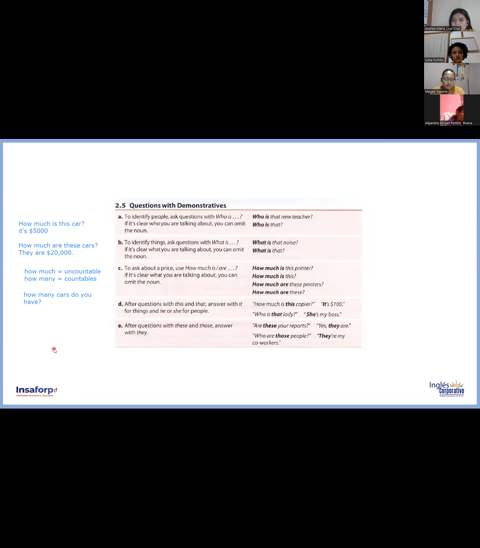 How much is this car?
it's $5000
How much are these cars?
They are $20,000.
how much = uncountable
how many = countables
how many cars do you
have?
2.5 Questions with Demonstratives
a. To identify people, ask questions with Who is . . . ?
If it's clear who you are talking about, you can omit
the noun.
Who is that new teacher?
Who is that?
b. To identify things, ask questions with What is . . . ?
If it's clear what you are talking about, you can omit
the noun.
What is that noise?
What is that?
c. To ask about a price, use How much is / are . . . ?
If it's clear what you are talking about, you can
omit the noun.
How much is this printer?
How much is this?
How much are these printers?
How much are these?
d. After questions with this and that, answer with it
for things and he or she for people.
"How much is this copier?" "It's $100."
"Who is that lady?" "She's my boss."
e. After questions with these and those, answer
with they.
"Are these your reports?" "Yes, they are."
"Who are those people?" "They're my
co-workers."
Insaforp
Inglés
Corporativo